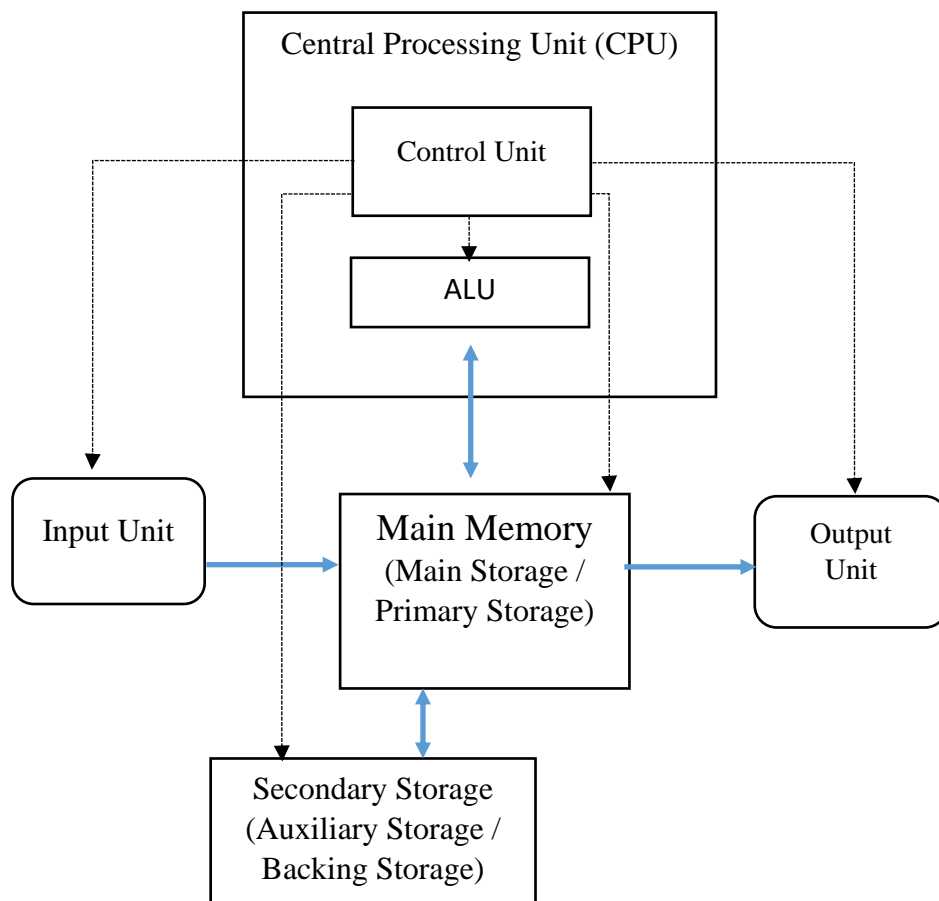 Central Processing Unit (CPU)
Control Unit
ALU
Input Unit
Main Memory
(Main Storage /
Primary Storage)
Output
Unit
Secondary Storage
(Auxiliary Storage /
Backing Storage)